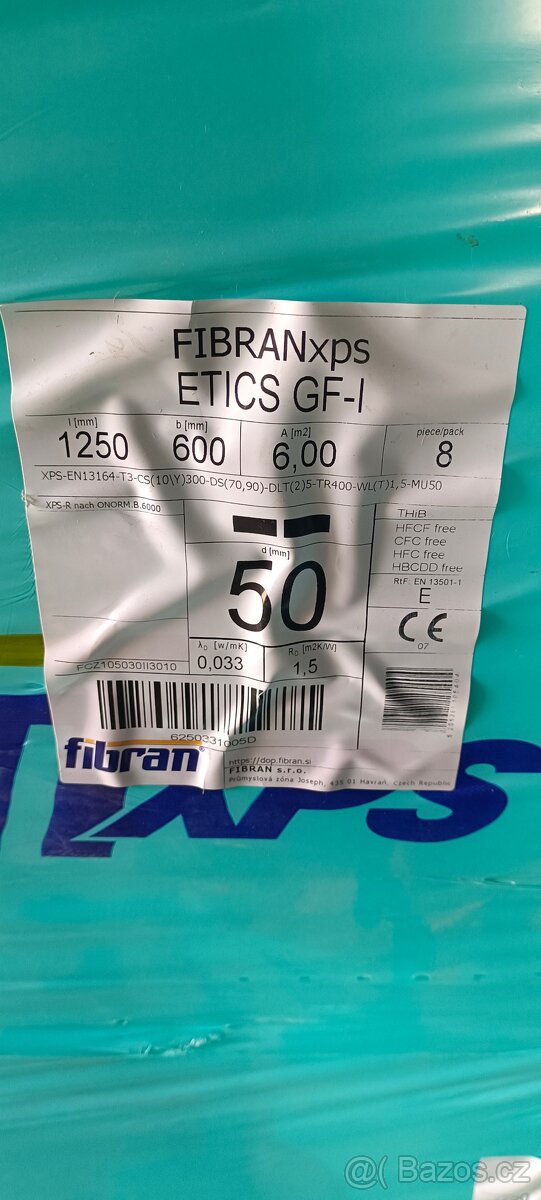 FIBRANxps
ETICS GF-I
l [mm] b [mm] A [m2] piece/pack
1250 600 6,00 8
XPS-EN13164-T3-CS(10\Y)300-DS(70,90)-DLT(2)5-TR400-WL(T)1,5-MU50
XPS-R nach ONORM.B.6000
THiB
HFCF free
CFC free
HFC free
HBCDD free
RtF: EN 13501-1
E
CE
07
d [mm]
50
λD [w/mK] RD [m2K/W]
0,033 1,5
FCZ105030II3010
6250331005D
fibran®
https://dop.fibran.si
FIBRAN s.r.o.
Průmyslová zóna Joseph, 435 01 Havraň, Czech Republic
XPS
@ Bazos.cz